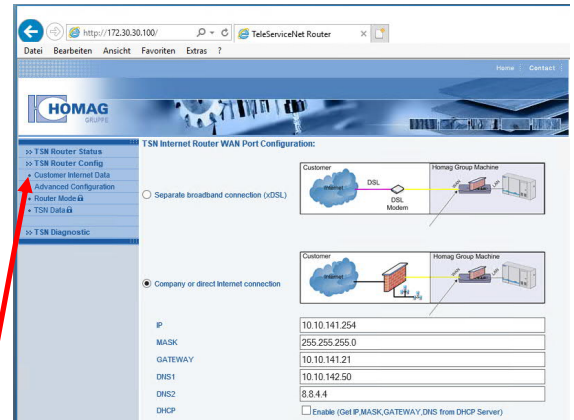 http://172.30.30.100/
TeleServiceNet Router
Datei Bearbeiten Ansicht Favoriten Extras ?
Home Contact
HOMAG
GRUPPE
>> TSN Router Status
>> TSN Router Config
Customer Internet Data
Advanced Configuration
Router Mode
TSN Data
>> TSN Diagnostic
TSN Internet Router WAN Port Configuration:
Separate broadband connection (xDSL)
Customer
Homag Group Machine
Internet
DSL
DSL
Modem
WAN
LAN
Company or direct Internet connection
Customer
Homag Group Machine
Internet
WAN
LAN
IP 10.10.141.254
MASK 255.255.255.0
GATEWAY 10.10.141.21
DNS1 10.10.142.50
DNS2 8.8.4.4
DHCP Enable (Get IP,MASK,GATEWAY,DNS from DHCP Server)